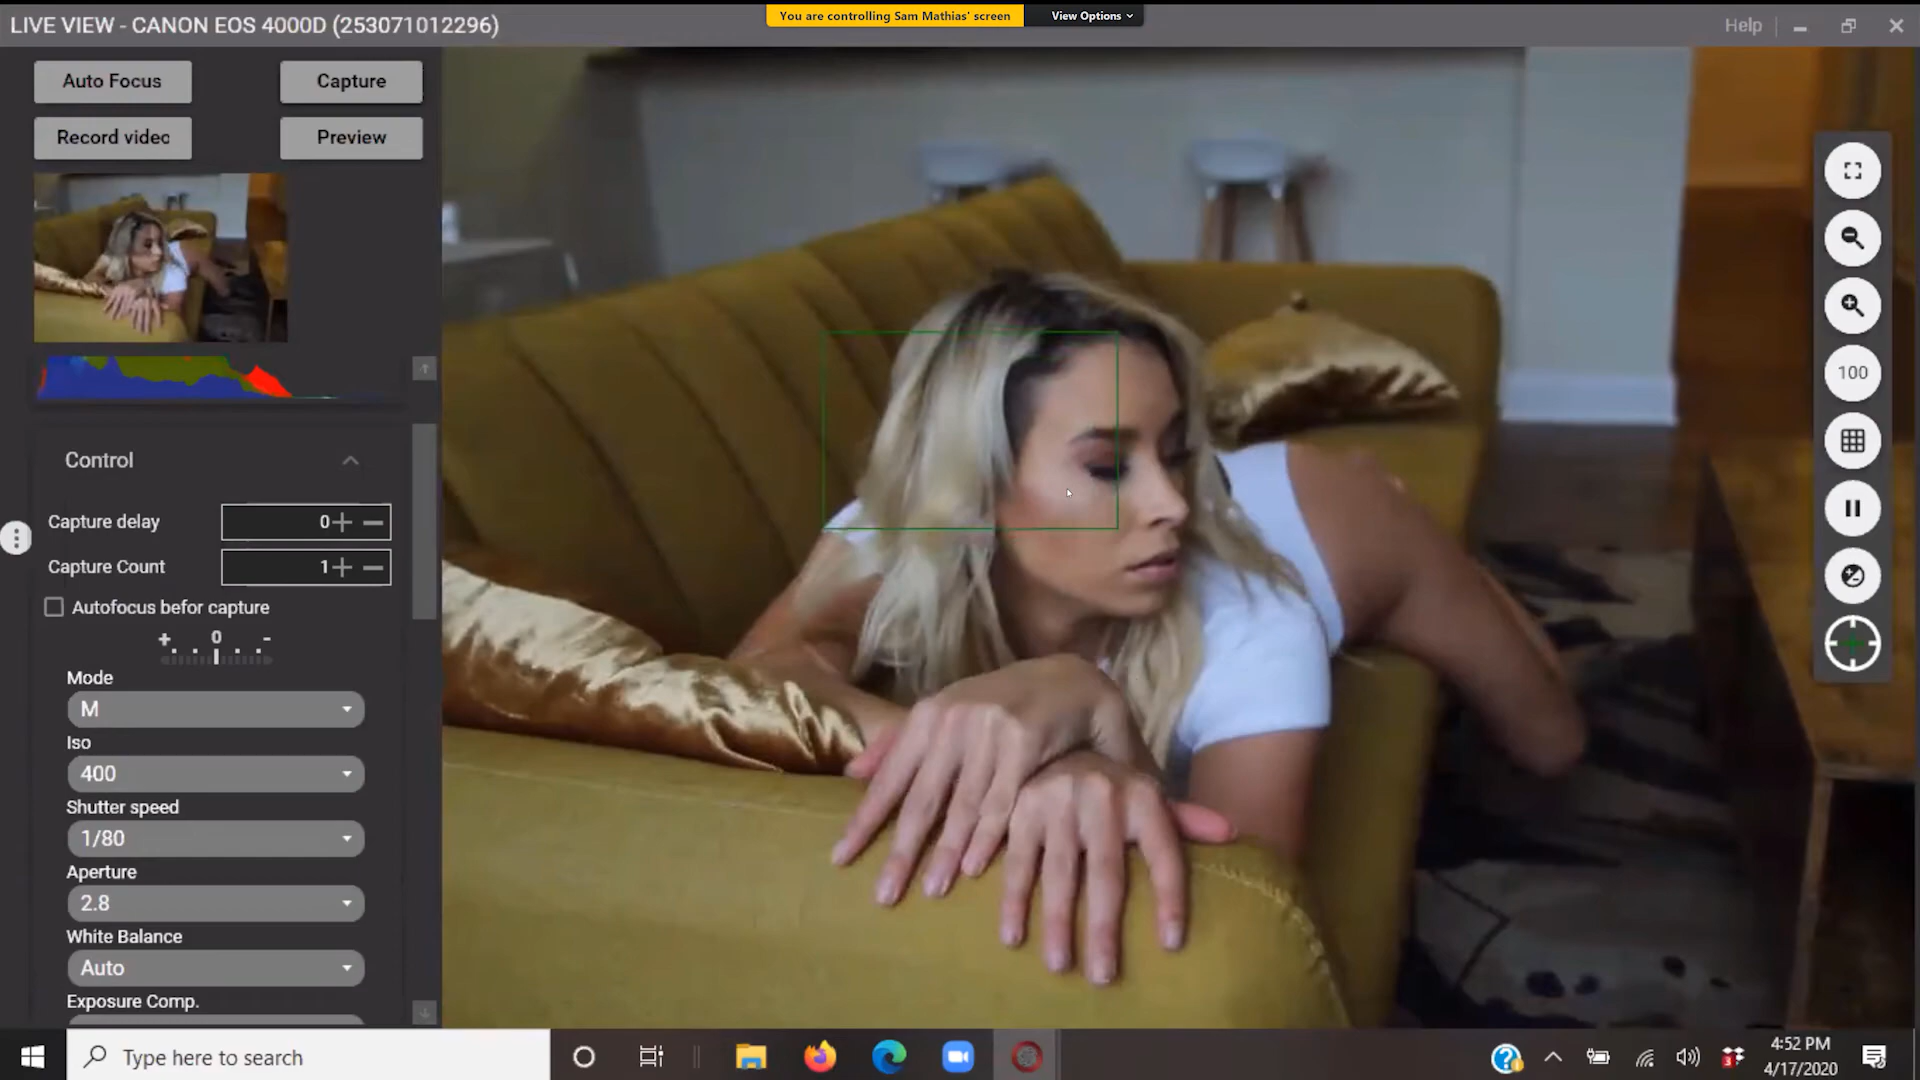 You are controlling Sam Mathias' screen
View Options
LIVE VIEW - CANON EOS 4000D (253071012296)
Help
Auto Focus
Capture
Record video
Preview
Control
Capture delay
0
Capture Count
1
Autofocus befor capture
+ 0 -
Mode
M
Iso
400
Shutter speed
1/80
Aperture
2.8
White Balance
Auto
Exposure Comp.
100
Type here to search
4:52 PM
4/17/2020